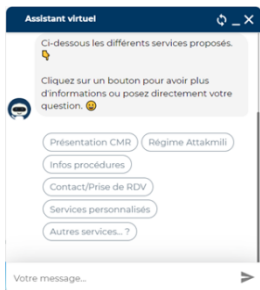 Assistant virtuel
Ci-dessous les différents services proposés.
👇
Cliquez sur un bouton pour avoir plus
d'informations ou posez directement votre
question. 😀
Présentation CMR
Régime Attakmili
Infos procédures
Contact/Prise de RDV
Services personnalisés
Autres services... ?
Votre message...